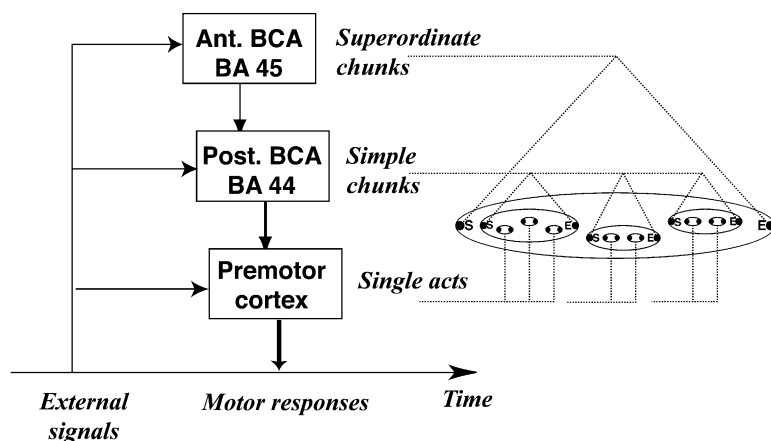 Ant. BCA
BA 45
Superordinate
chunks
Post. BCA
BA 44
Simple
chunks
S S E S E S E E
Premotor
cortex
Single acts
External
signals
Motor responses
Time